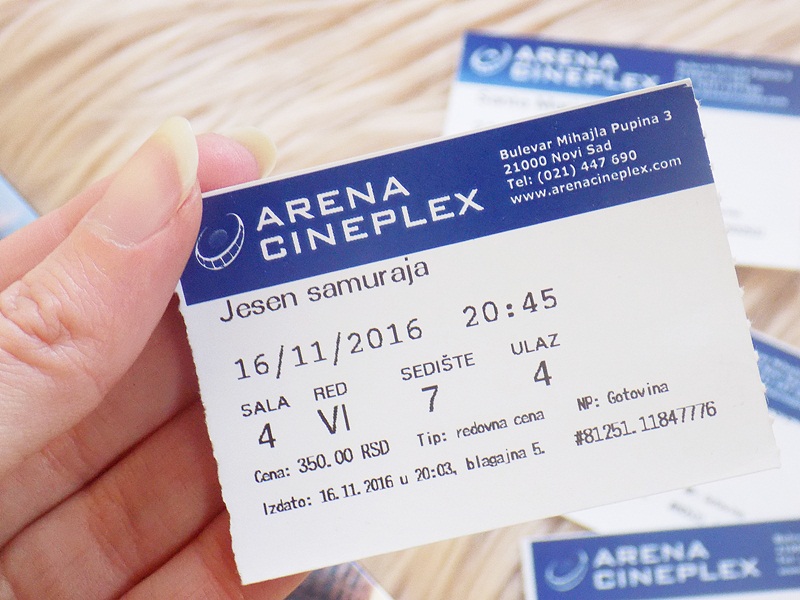 ARENA
CINEPLEX
Bulevar Mihajla Pupina 3
21000 Novi Sad
Tel: (021) 447 690
www.arenacineplex.com
Jesen samuraja
16/11/2016 20:45
SALA RED SEDIŠTE ULAZ
4 VI 7 4
Cena: 350.00 RSD Tip: redovna cena NP: Gotovina
Izdato: 16.11.2016 u 20:03, blagajna 5. #81251.11847776
ARENA
CINEPLEX
ARENA
CINEPLEX